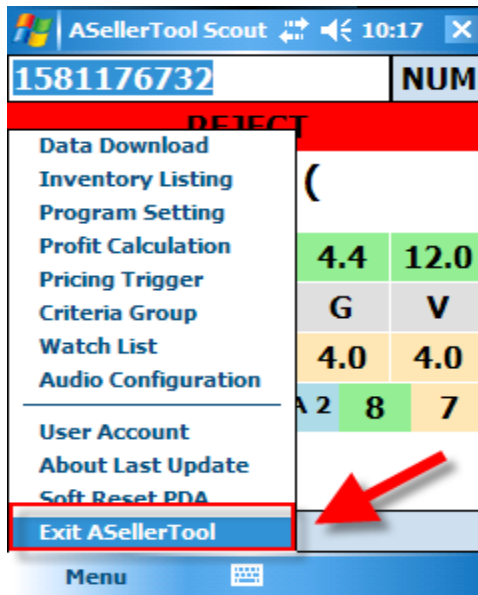 ASellerTool Scout 10:17
1581176732 NUM
REJECT
Data Download
Inventory Listing (
Program Setting
Profit Calculation 4.4 12.0
Pricing Trigger
Criteria Group G V
Watch List 4.0 4.0
Audio Configuration
A 2 8 7
User Account
About Last Update
Soft Reset PDA
Exit ASellerTool
Menu